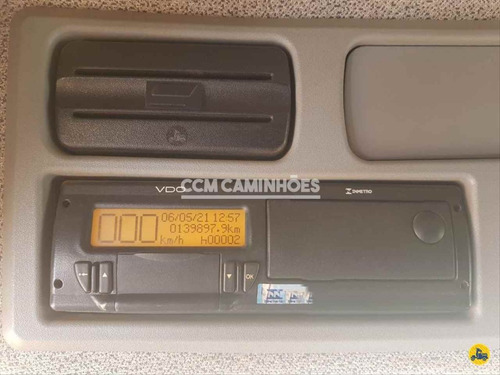 CCM CAMINHÕES
VDO
INMETRO
000
06/05/21 12:57
0139897.9km
km/h h00002
OK